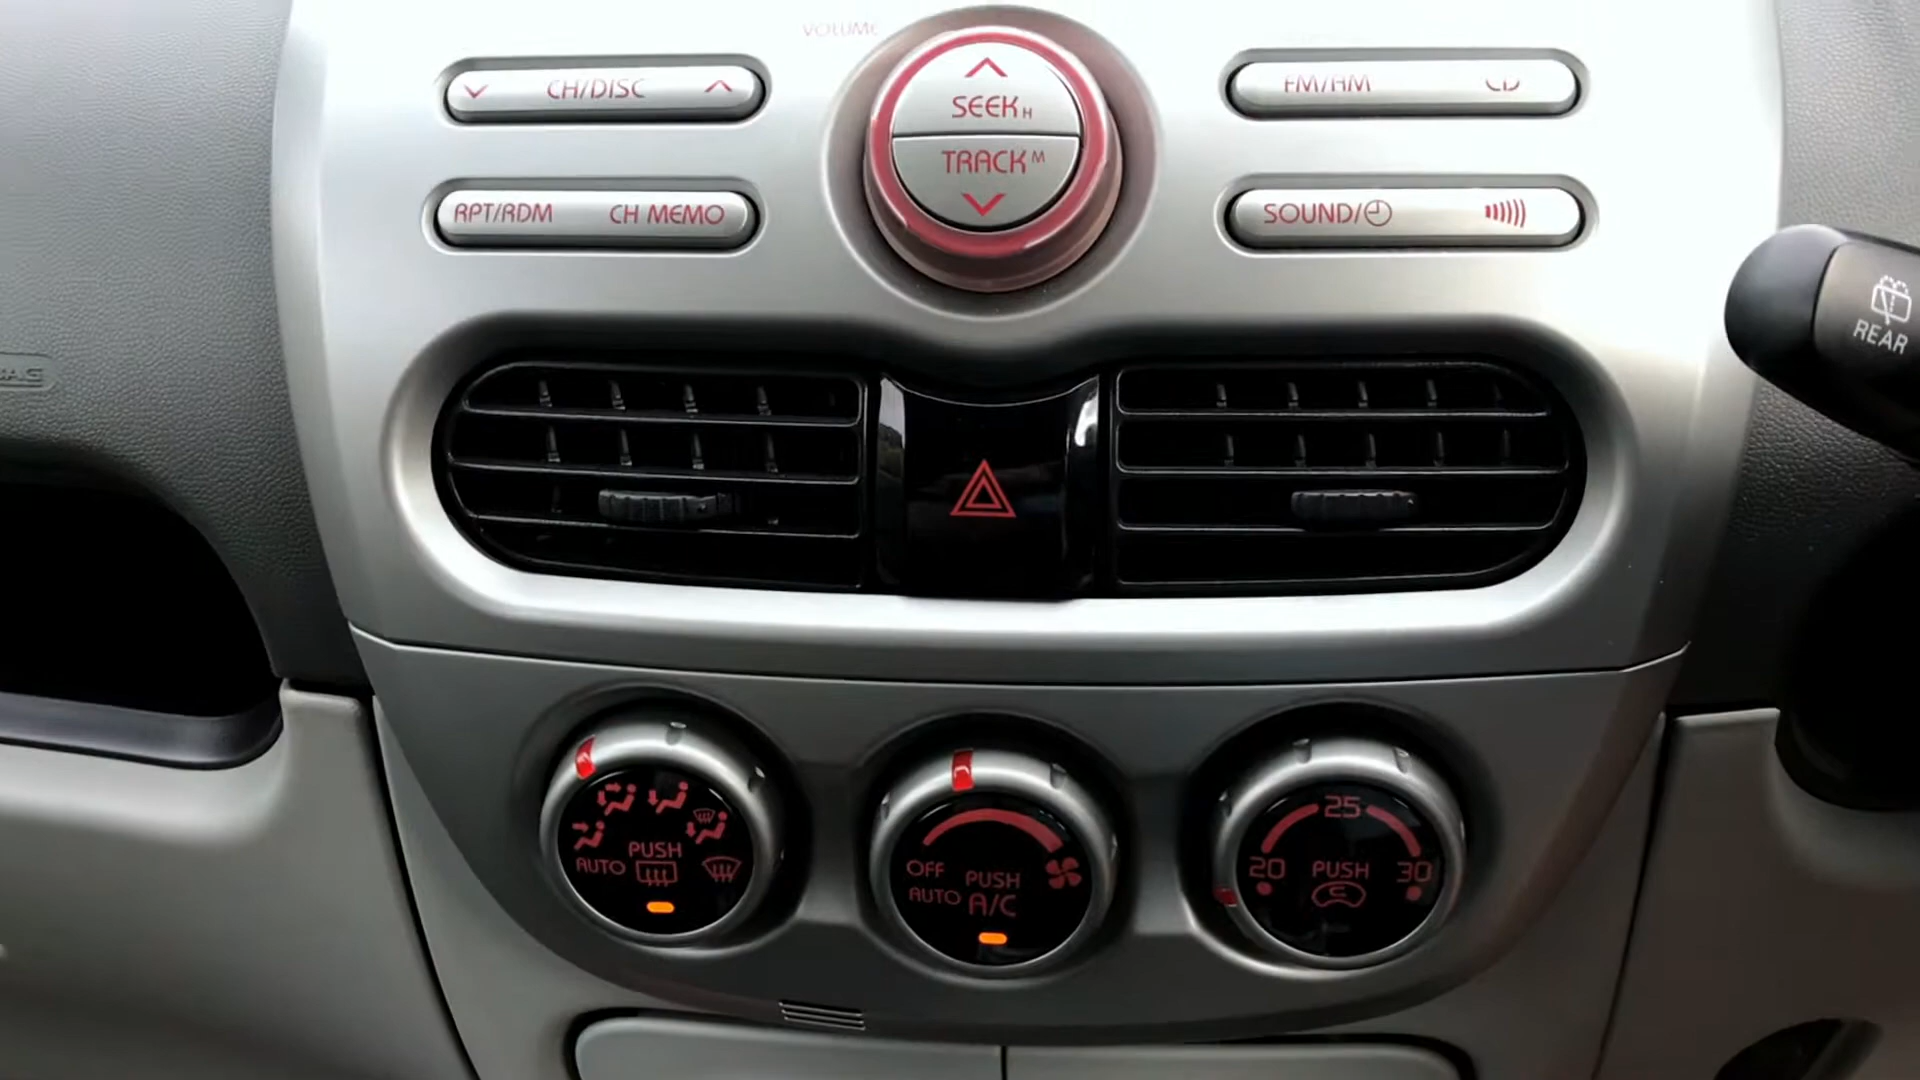 VOLUME
CH/DISC
SEEK H
TRACK M
FM/AM CD
RPT/RDM CH MEMO
SOUND/
REAR
AUTO
PUSH
OFF
AUTO
PUSH
A/C
25
20
PUSH
30